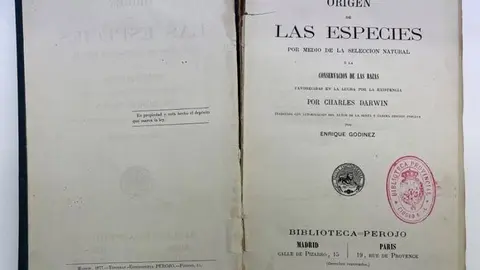 Es propiedad y está hecho el depósito
que marca la ley.
ORIGEN
DE
LAS ESPECIES
POR MEDIO DE LA SELECCION NATURAL
Ó LA
CONSERVACION DE LAS RAZAS
FAVORECIDAS EN LA LUCHA POR LA EXISTENCIA
POR CHARLES DARWIN
POR
ENRIQUE GODINEZ
BIBLIOTECA PROVINCIAL
BIBLIOTECA-PEROJO
MADRID
PARIS
CALLE DE PIZARRO, 15
19, RUE DE PROVENCE